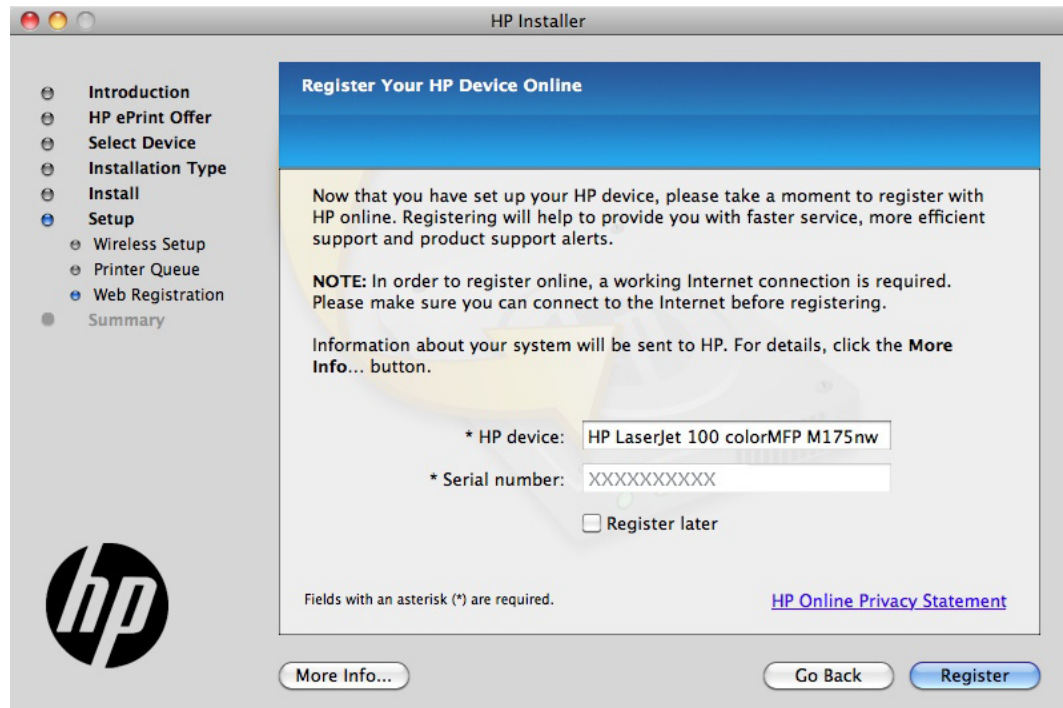 HP Installer
Introduction
HP ePrint Offer
Select Device
Installation Type
Install
Setup
Wireless Setup
Printer Queue
Web Registration
Summary
Register Your HP Device Online
Now that you have set up your HP device, please take a moment to register with
HP online. Registering will help to provide you with faster service, more efficient
support and product support alerts.
NOTE: In order to register online, a working Internet connection is required.
Please make sure you can connect to the Internet before registering.
Information about your system will be sent to HP. For details, click the More
Info... button.
* HP device: HP LaserJet 100 colorMFP M175nw
* Serial number: XXXXXXXXXX
Register later
Fields with an asterisk (*) are required. HP Online Privacy Statement
hp
More Info... Go Back Register